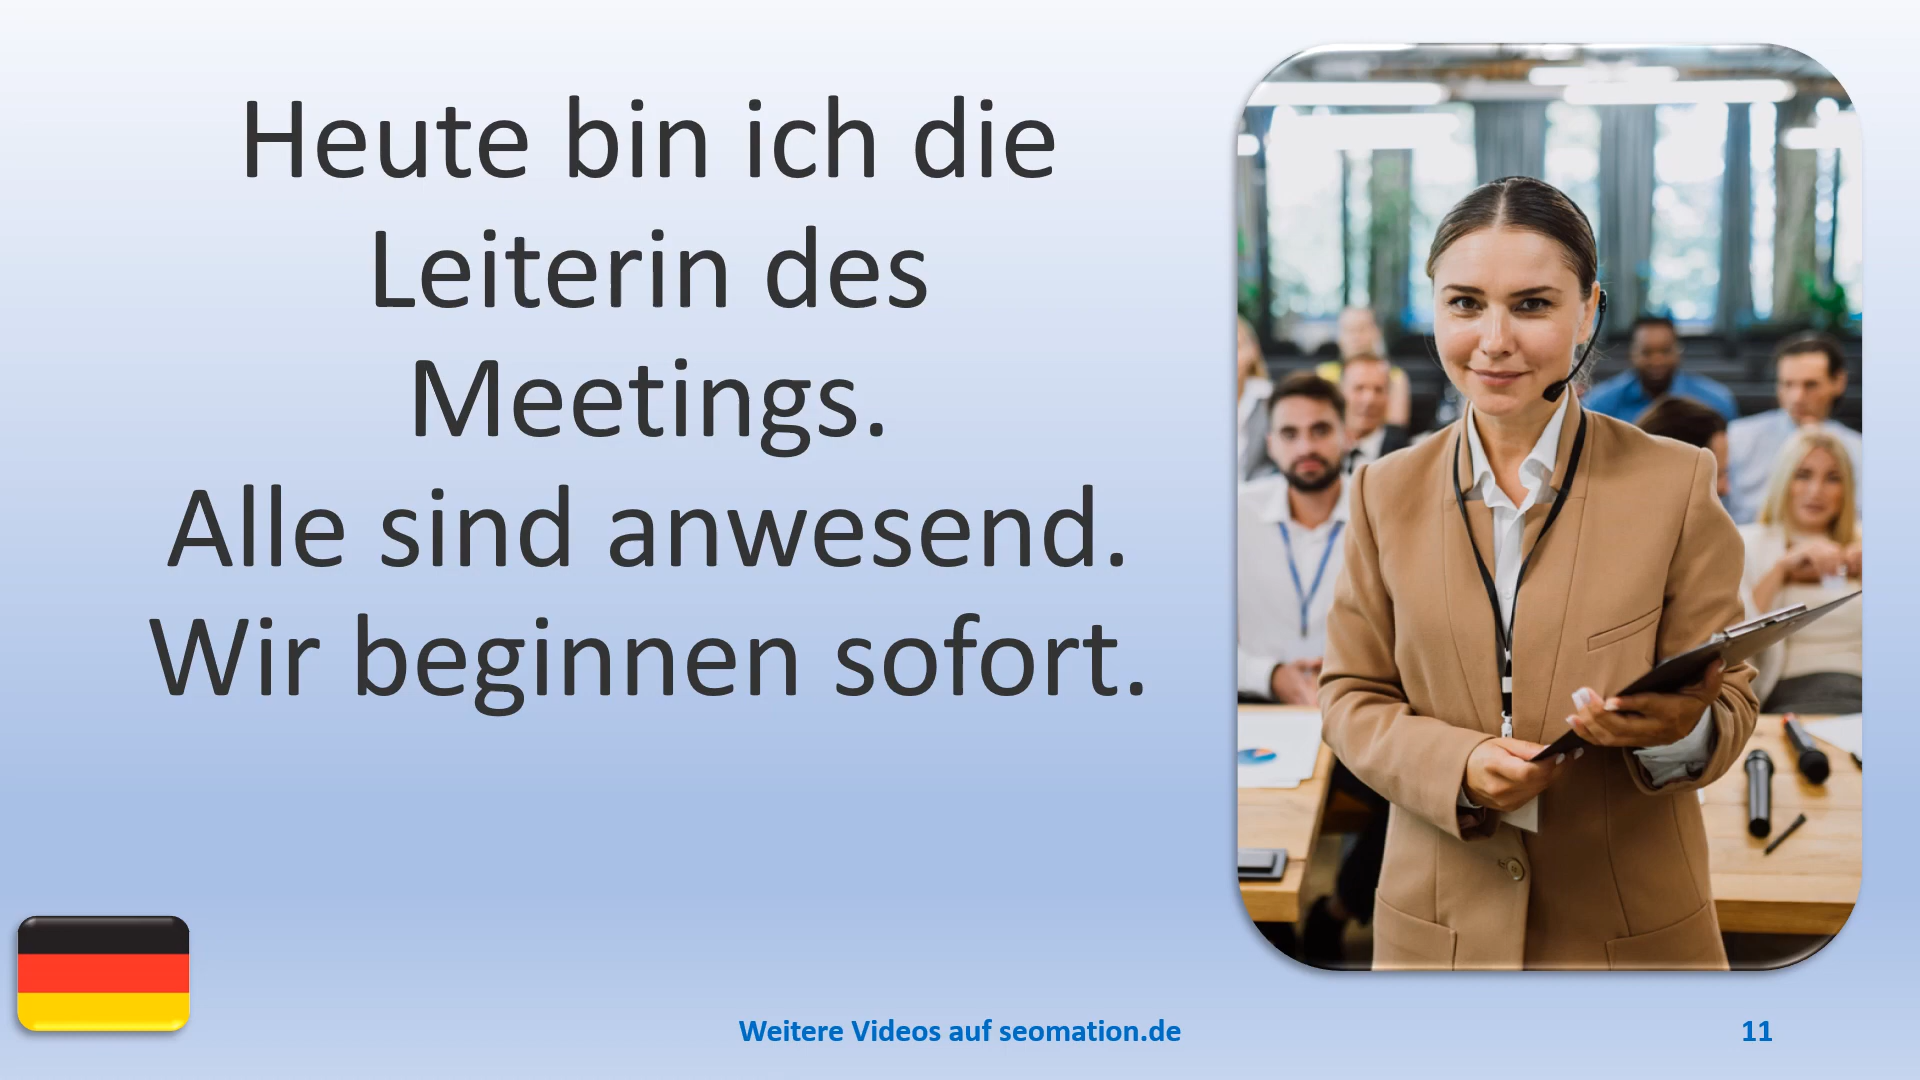 Heute bin ich die
Leiterin des
Meetings.
Alle sind anwesend.
Wir beginnen sofort.
Weitere Videos auf seomation.de
11